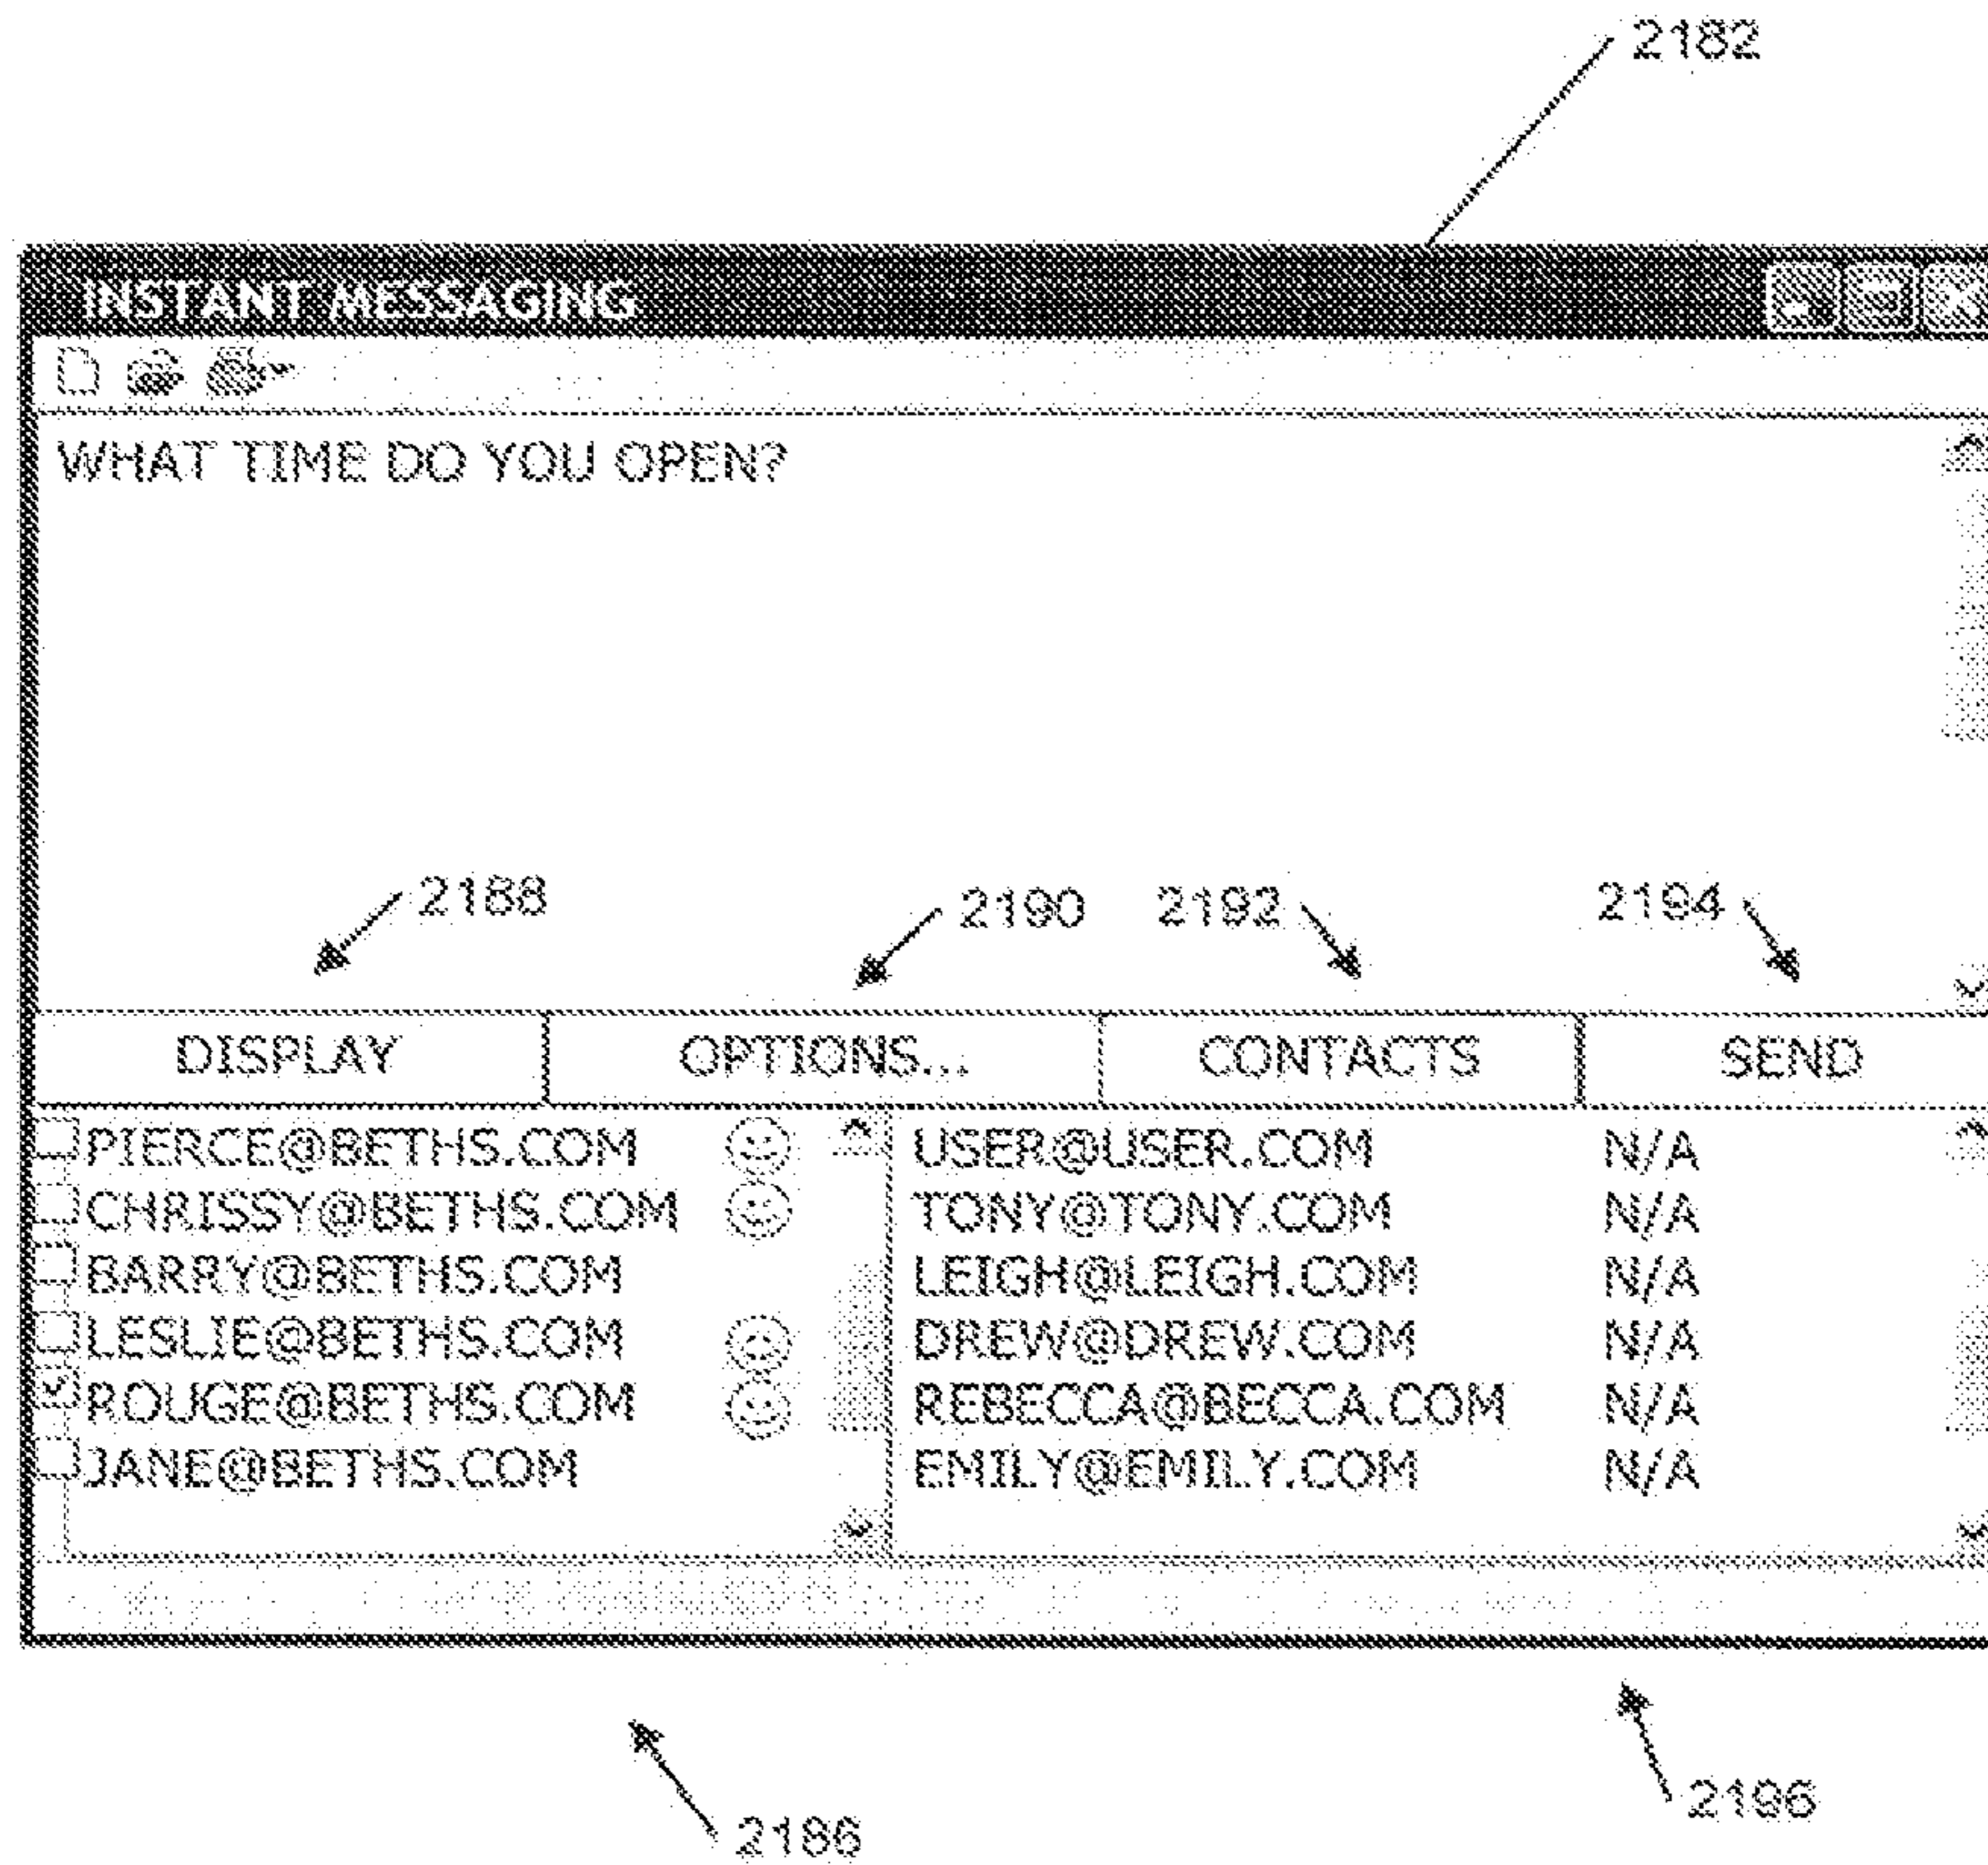 2182
INSTANT MESSAGING
WHAT TIME DO YOU OPEN?
2188
2190
2192
2194
DISPLAY
OPTIONS...
CONTACTS
SEND
PIERCE@BETHS.COM
USER@USER.COM N/A
CHRISSY@BETHS.COM
TONY@TONY.COM N/A
BARRY@BETHS.COM
LEIGH@LEIGH.COM N/A
LESLIE@BETHS.COM
DREW@DREW.COM N/A
ROUGE@BETHS.COM
REBECCA@BECCA.COM N/A
JANE@BETHS.COM
EMILY@EMILY.COM N/A
2186
2196